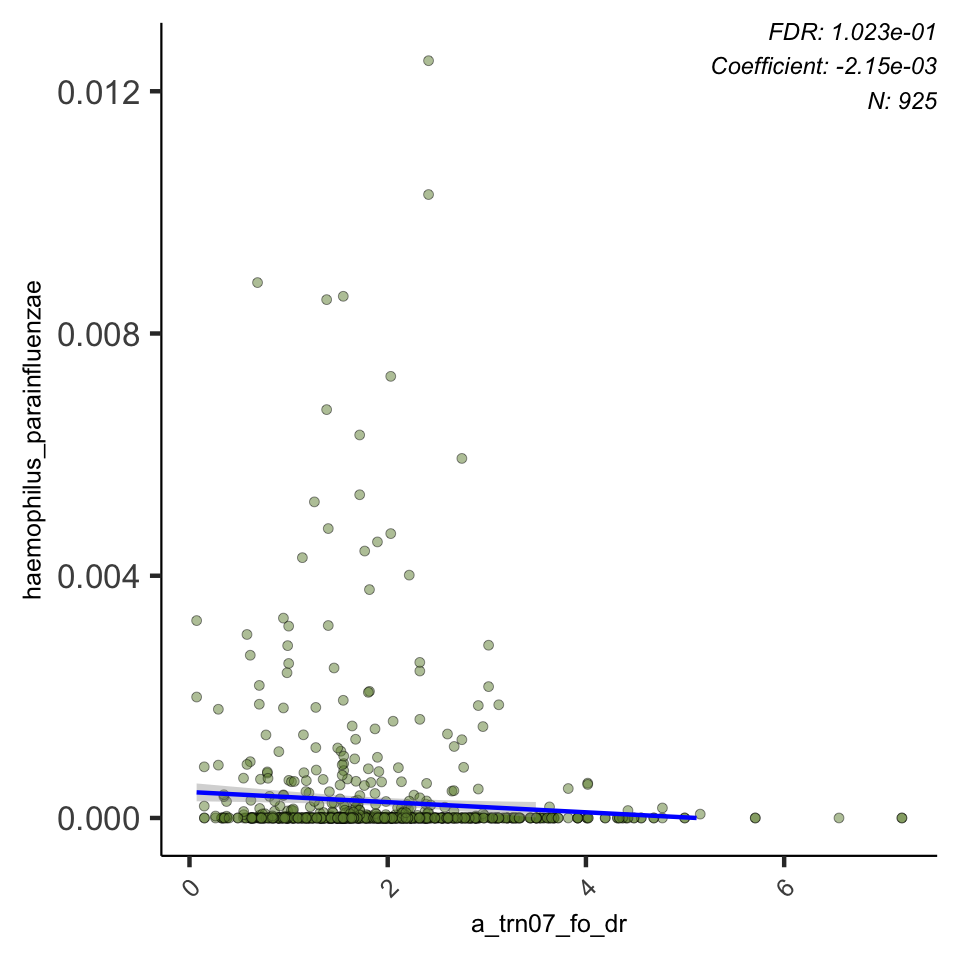 FDR: 1.023e-01
Coefficient: -2.15e-03
N: 925
0.012
0.008
0.004
0.000
haemophilus_parainfluenzae
0
2
4
6
a_trn07_fo_dr